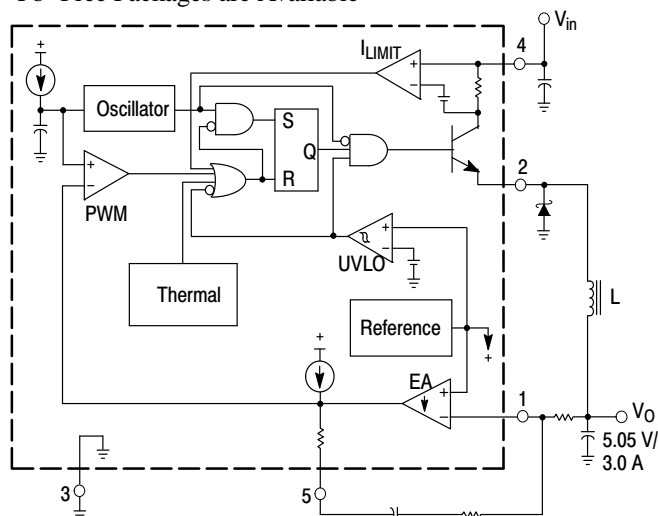 Pb-Free Packages are Available
+
Oscillator
ILIMIT
+
−
4
Vin
S
Q
R
+
−
PWM
2
Thermal
UVLO
+
−
Reference
+
L
+
EA
+
−
1
VO
5.05 V/
3.0 A
3
5